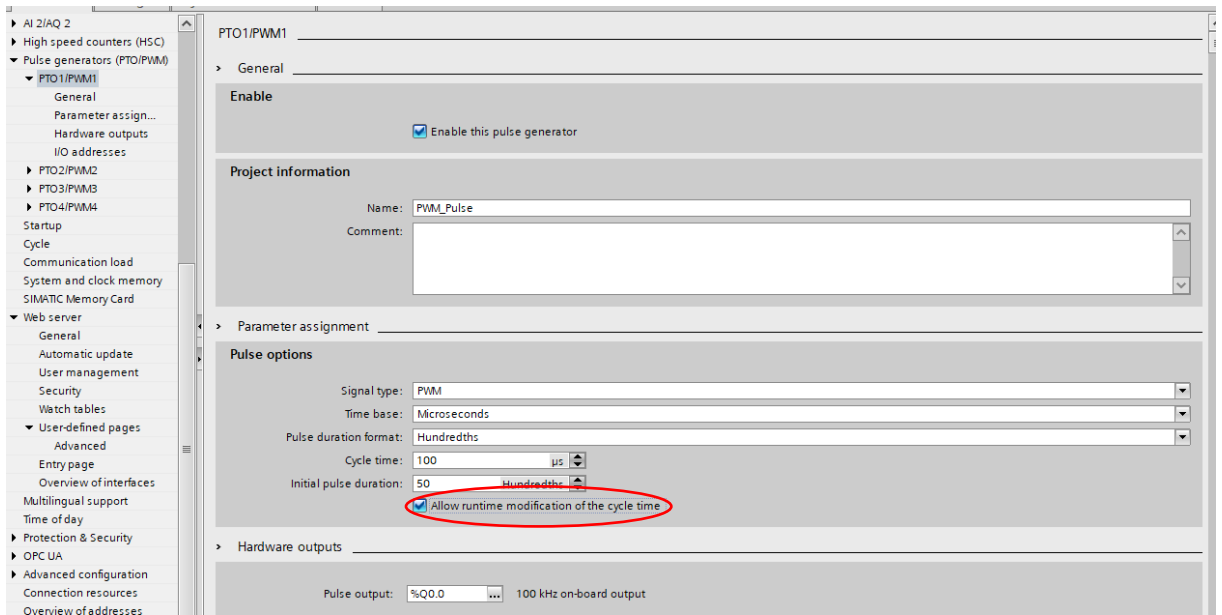 AI 2/AQ 2
High speed counters (HSC)
Pulse generators (PTO/PWM)
PTO1/PWM1
General
Parameter assign...
Hardware outputs
I/O addresses
PTO2/PWM2
PTO3/PWM3
PTO4/PWM4
Startup
Cycle
Communication load
System and clock memory
SIMATIC Memory Card
Web server
General
Automatic update
User management
Security
Watch tables
User-defined pages
Advanced
Entry page
Overview of interfaces
Multilingual support
Time of day
Protection & Security
OPC UA
Advanced configuration
Connection resources
Overview of addresses
PTO1/PWM1
General
Enable
Enable this pulse generator
Project information
Name: PWM_Pulse
Comment:
Parameter assignment
Pulse options
Signal type: PWM
Time base: Microseconds
Pulse duration format: Hundredths
Cycle time: 100 µs
Initial pulse duration: 50 Hundredths
Allow runtime modification of the cycle time
Hardware outputs
Pulse output: %Q0.0 ... 100 kHz on-board output